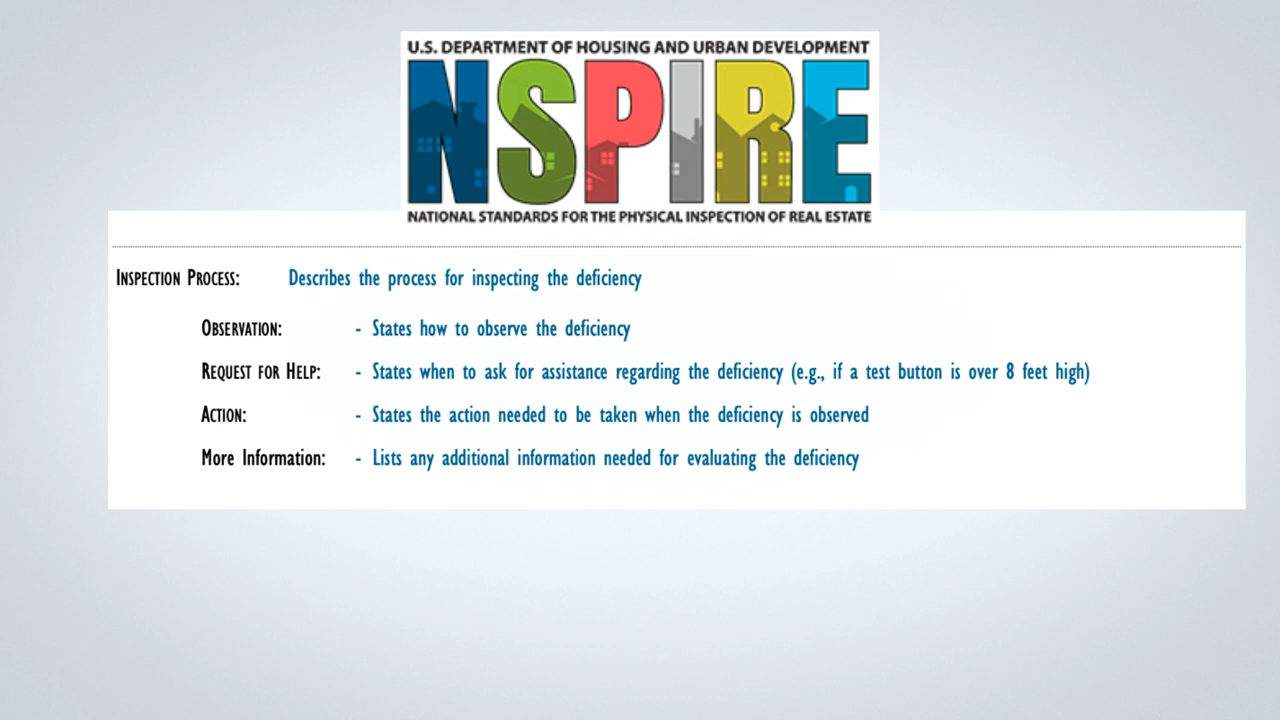 U.S. DEPARTMENT OF HOUSING AND URBAN DEVELOPMENT
NSPIRE
NATIONAL STANDARDS FOR THE PHYSICAL INSPECTION OF REAL ESTATE
INSPECTION PROCESS: Describes the process for inspecting the deficiency
OBSERVATION: - States how to observe the deficiency
REQUEST FOR HELP: - States when to ask for assistance regarding the deficiency (e.g., if a test button is over 8 feet high)
ACTION: - States the action needed to be taken when the deficiency is observed
More Information: - Lists any additional information needed for evaluating the deficiency